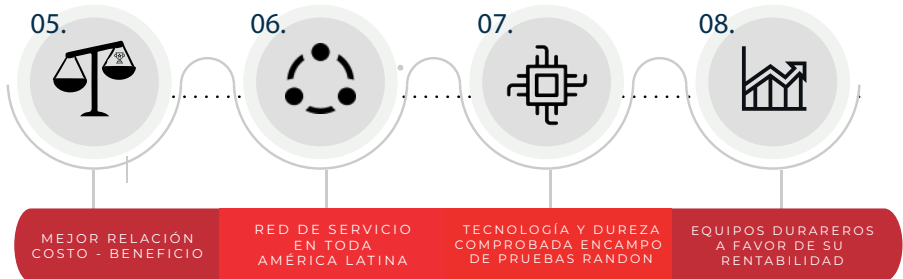 05.
06.
07.
08.
MEJOR RELACIÓN
COSTO - BENEFICIO
RED DE SERVICIO
EN TODA
AMÉRICA LATINA
TECNOLOGÍA Y DUREZA
COMPROBADA ENCAMPO
DE PRUEBAS RANDON
EQUIPOS DURAREROS
A FAVOR DE SU
RENTABILIDAD